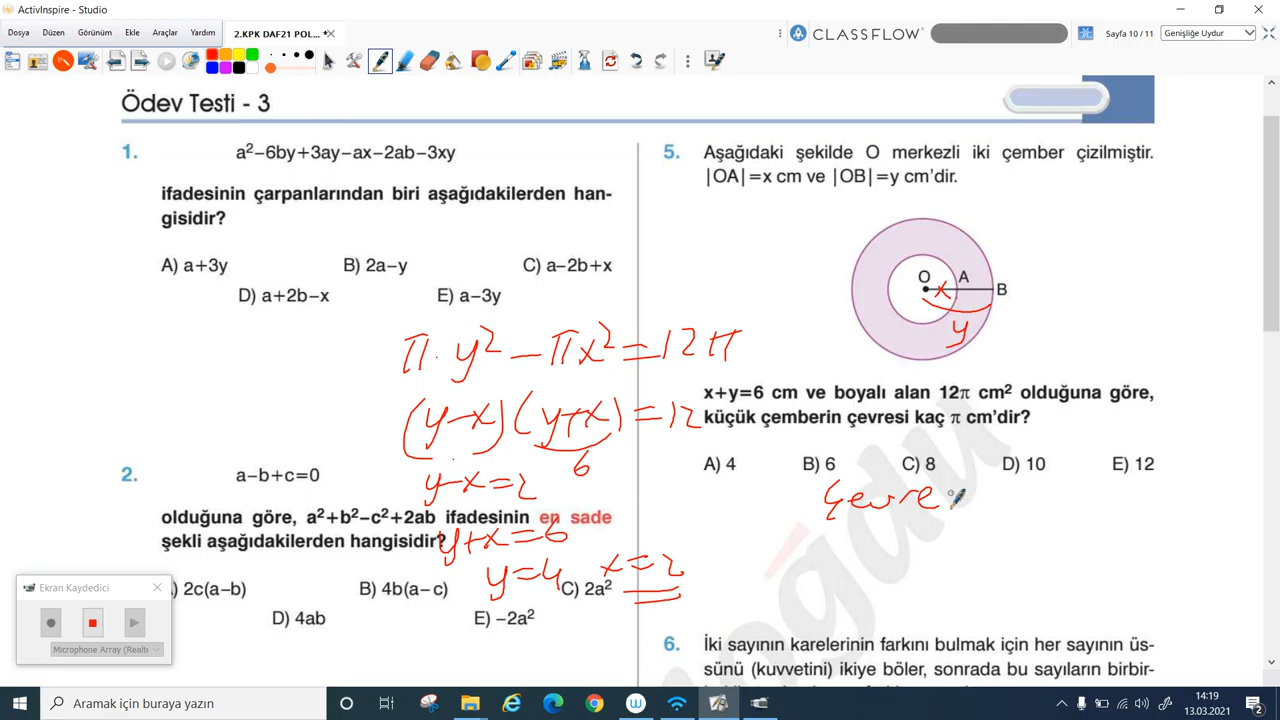 ActivInspire - Studio
Dosya Düzen Görünüm Ekle Araçlar Yardım
2.KPK DAF21 POL...*
CLASSFLOW
Sayfa 10 / 11
Genişliğe Uydur
Ödev Testi - 3
1. a²−6by+3ay−ax−2ab−3xy
ifadesinin çarpanlarından biri aşağıdakilerden han-
gisidir?
A) a+3y B) 2a−y C) a−2b+x
D) a+2b−x E) a−3y
π. y² − πx² = 12π
(y−x) (y+x) = 12
6
y−x=2
y+x=6
y=4 x=2
2. a−b+c=0
olduğuna göre, a²+b²−c²+2ab ifadesinin en sade
şekli aşağıdakilerden hangisidir?
) 2c(a−b) B) 4b(a−c) C) 2a²
D) 4ab E) −2a²
Ekran Kaydedici
Microphone Array (Realte
5. Aşağıdaki şekilde O merkezli iki çember çizilmiştir.
|OA|=x cm ve |OB|=y cm'dir.
O A B
x
y
x+y=6 cm ve boyalı alan 12π cm² olduğuna göre,
küçük çemberin çevresi kaç π cm'dir?
A) 4 B) 6 C) 8 D) 10 E) 12
Çevre
6. İki sayının karelerinin farkını bulmak için her sayının üs-
sünü (kuvvetini) ikiye böler, sonrada bu sayıların birbir-
Aramak için buraya yazın
14:19
13.03.2021
2